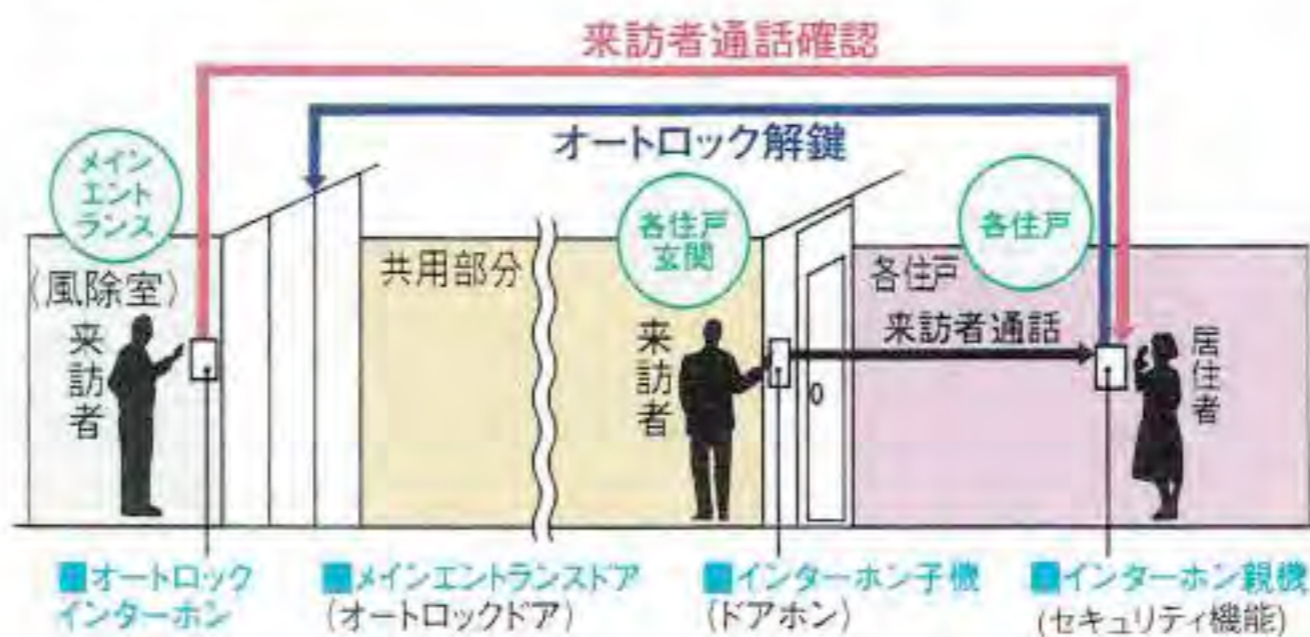 来訪者通話確認
オートロック解鍵
メイン
エント
ランス
各住戸
玄関
各住戸
(風除室)
共用部分
各住戸
来訪者
来訪者
来訪者通話
居住者
■オートロック
インターホン
■メインエントランスドア
(オートロックドア)
■インターホン子機
(ドアホン)
■インターホン親機
(セキュリティ機能)